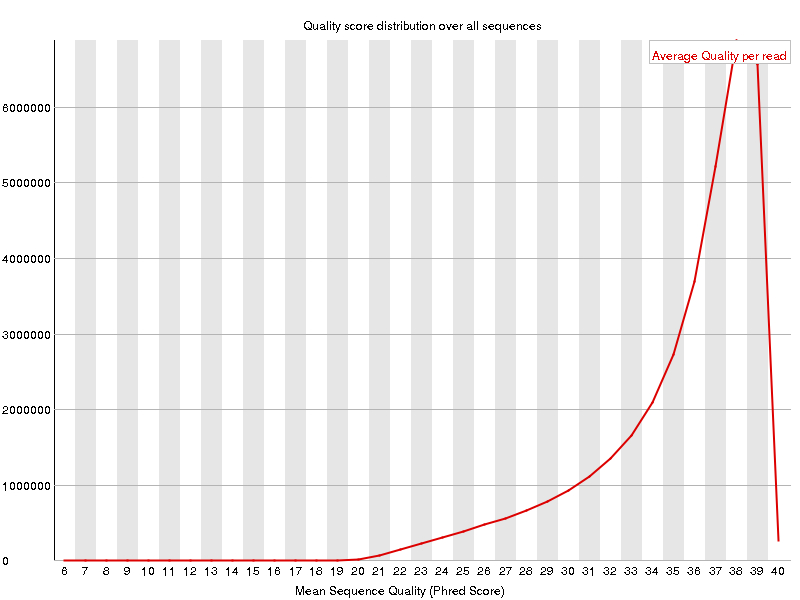 Quality score distribution over all sequences
Average Quality per read
6000000
5000000
4000000
3000000
2000000
1000000
0
6 7 8 9 10 11 12 13 14 15 16 17 18 19 20 21 22 23 24 25 26 27 28 29 30 31 32 33 34 35 36 37 38 39 40
Mean Sequence Quality (Phred Score)